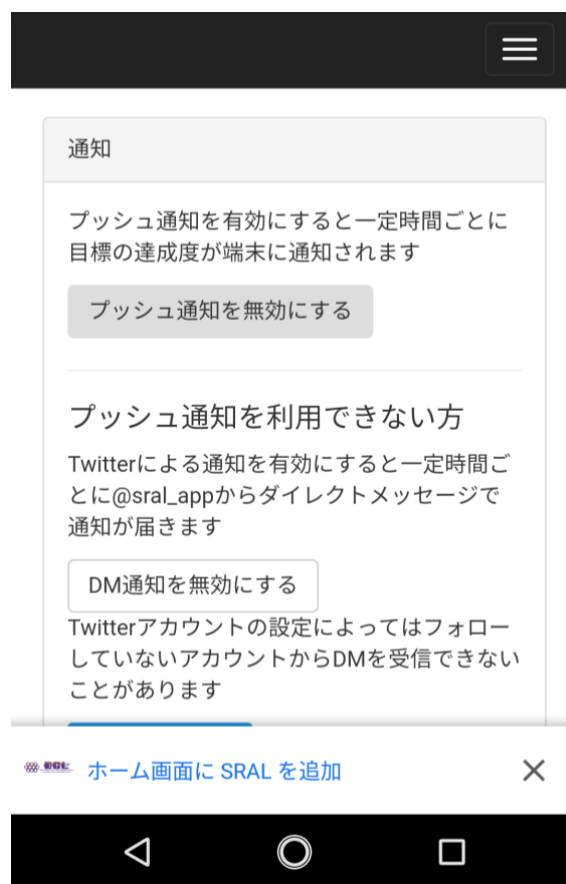 通知
プッシュ通知を有効にすると一定時間ごとに
目標の達成度が端末に通知されます
プッシュ通知を無効にする
プッシュ通知を利用できない方
Twitterによる通知を有効にすると一定時間ご
とに@sral_appからダイレクトメッセージで
通知が届きます
DM通知を無効にする
Twitterアカウントの設定によってはフォロー
していないアカウントからDMを受信できない
ことがあります
ホーム画面に SRAL を追加